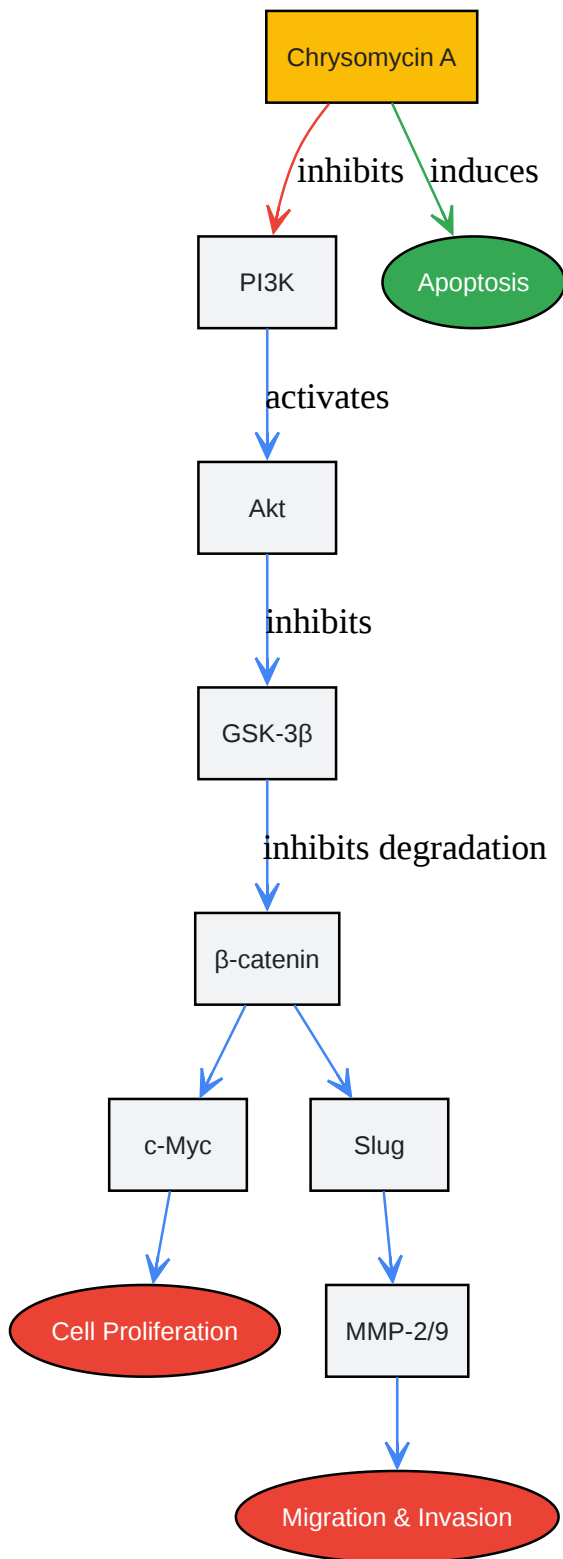 Chrysomycin A
inhibits
induces
PI3K
Apoptosis
activates
Akt
inhibits
GSK-3β
inhibits degradation
β-catenin
c-Myc
Slug
Cell Proliferation
MMP-2/9
Migration & Invasion